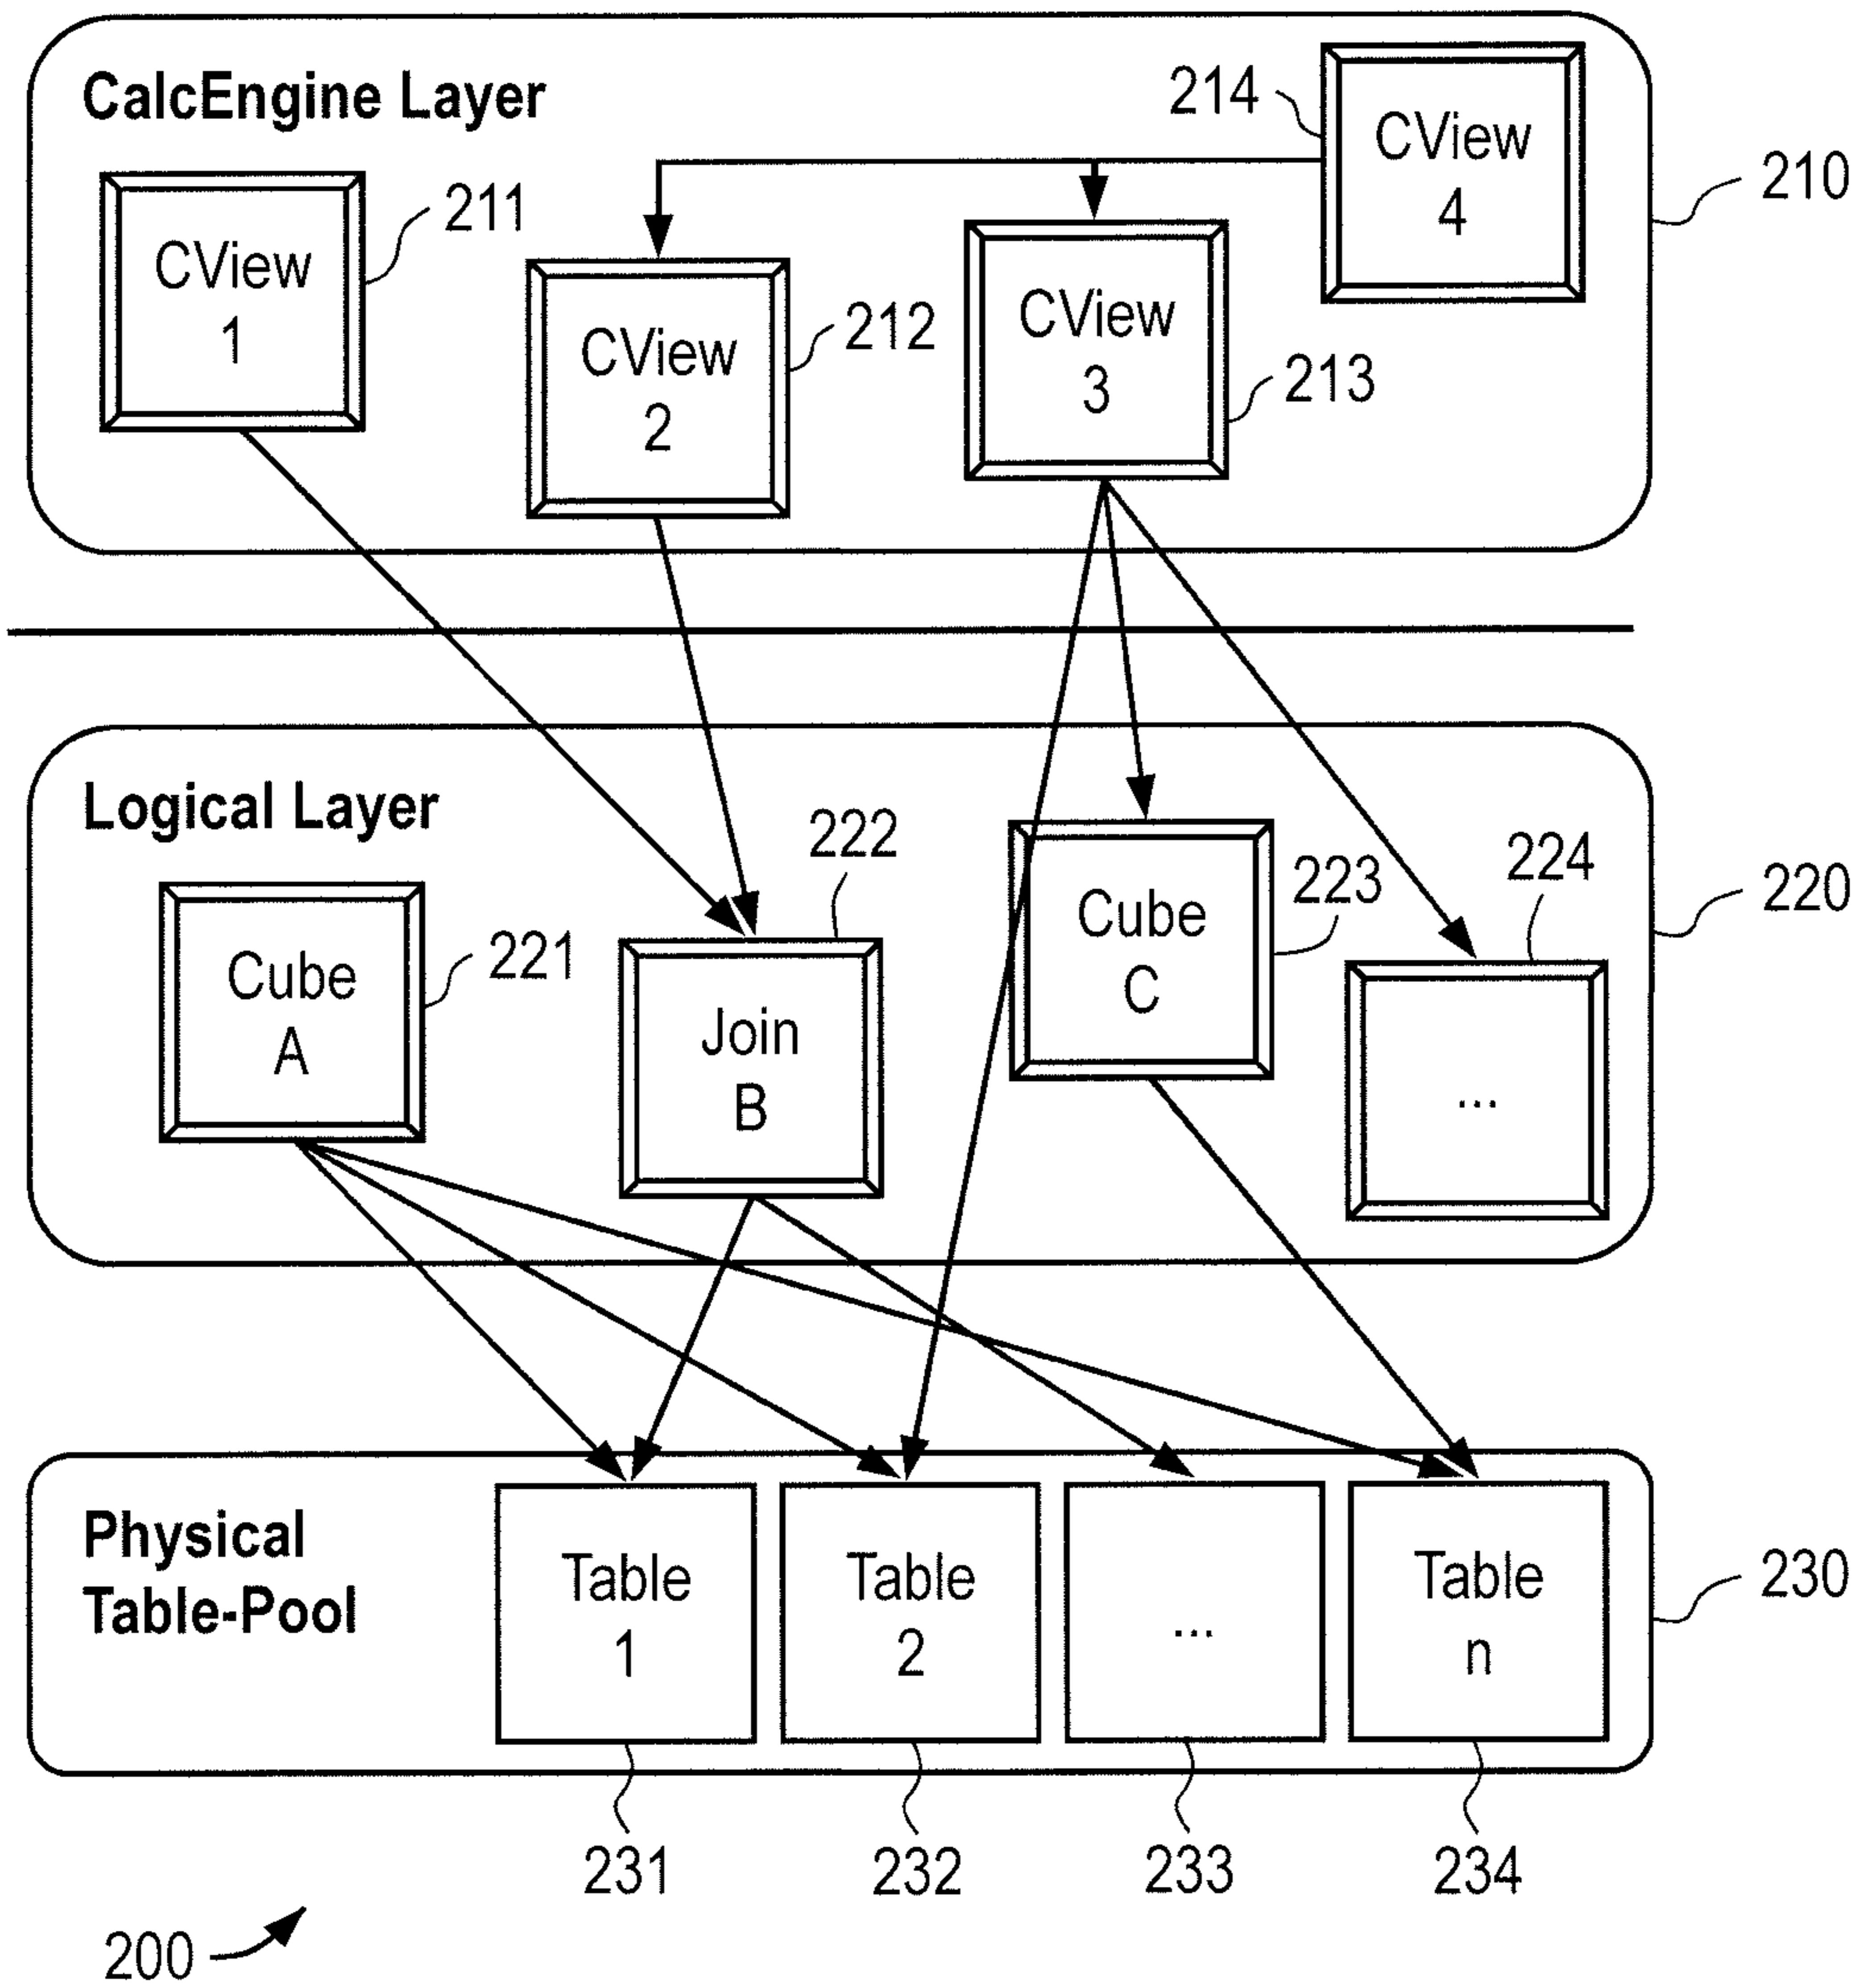 CalcEngine Layer
214
CView
4
210
211
CView
1
212
CView
2
CView
3
213
Logical Layer
222
223
224
220
Cube
A
221
Join
B
Cube
C
...
Physical
Table-Pool
Table
1
Table
2
...
Table
n
230
231
232
233
234
200